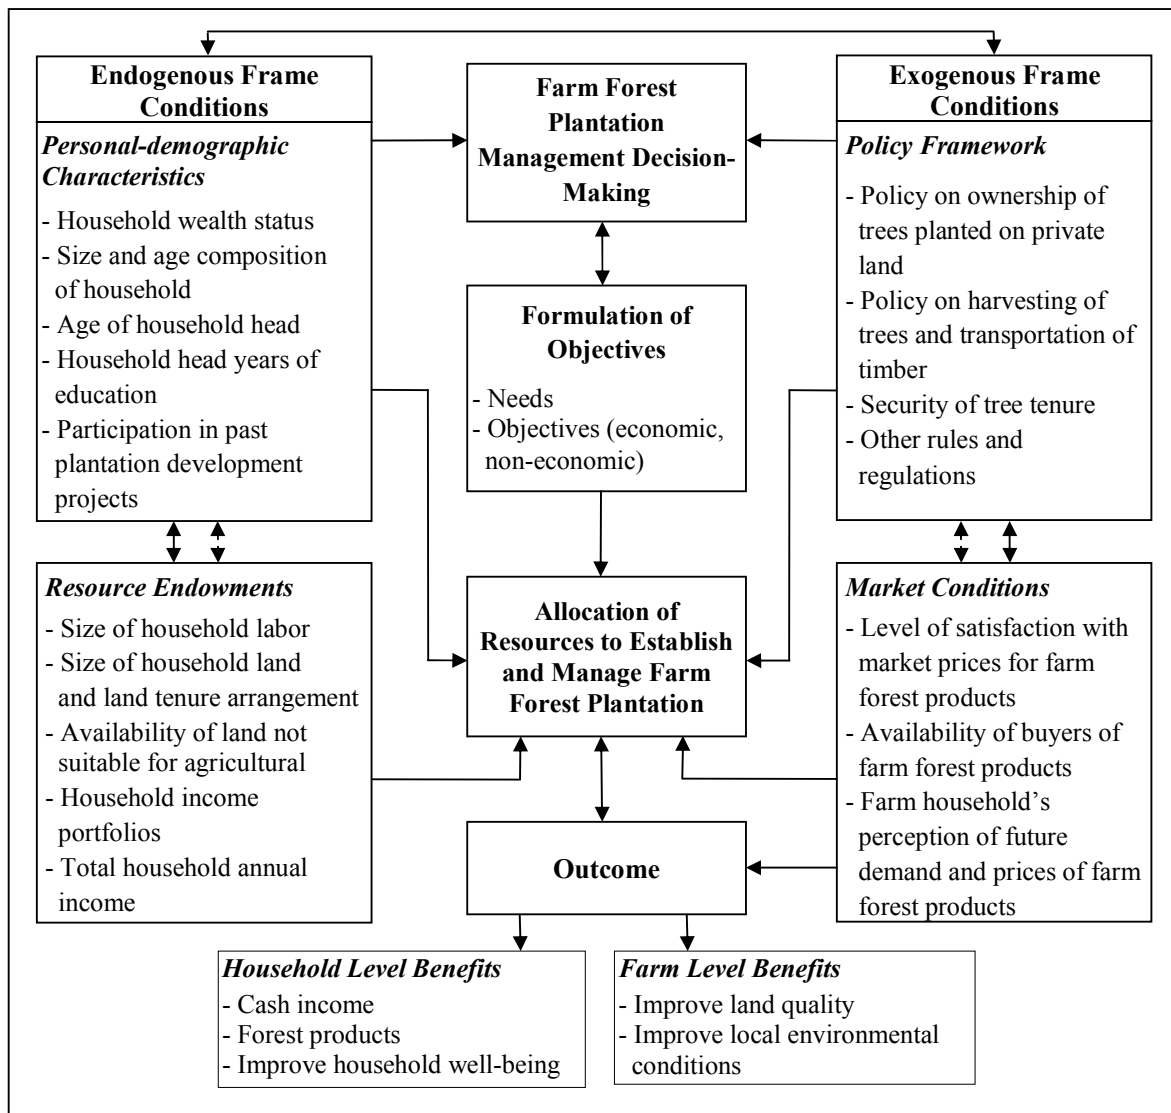 Endogenous Frame
Conditions
Personal-demographic
Characteristics
- Household wealth status
- Size and age composition
of household
- Age of household head
- Household head years of
education
- Participation in past
plantation development
projects
Resource Endowments
- Size of household labor
- Size of household land
and land tenure arrangement
- Availability of land not
suitable for agricultural
- Household income
portfolios
- Total household annual
income
Farm Forest
Plantation
Management Decision-
Making
Formulation of
Objectives
- Needs
- Objectives (economic,
non-economic)
Allocation of
Resources to Establish
and Manage Farm
Forest Plantation
Outcome
Exogenous Frame
Conditions
Policy Framework
- Policy on ownership of
trees planted on private
land
- Policy on harvesting of
trees and transportation of
timber
- Security of tree tenure
- Other rules and
regulations
Market Conditions
- Level of satisfaction with
market prices for farm
forest products
- Availability of buyers of
farm forest products
- Farm household’s
perception of future
demand and prices of farm
forest products
Household Level Benefits
- Cash income
- Forest products
- Improve household well-being
Farm Level Benefits
- Improve land quality
- Improve local environmental
conditions